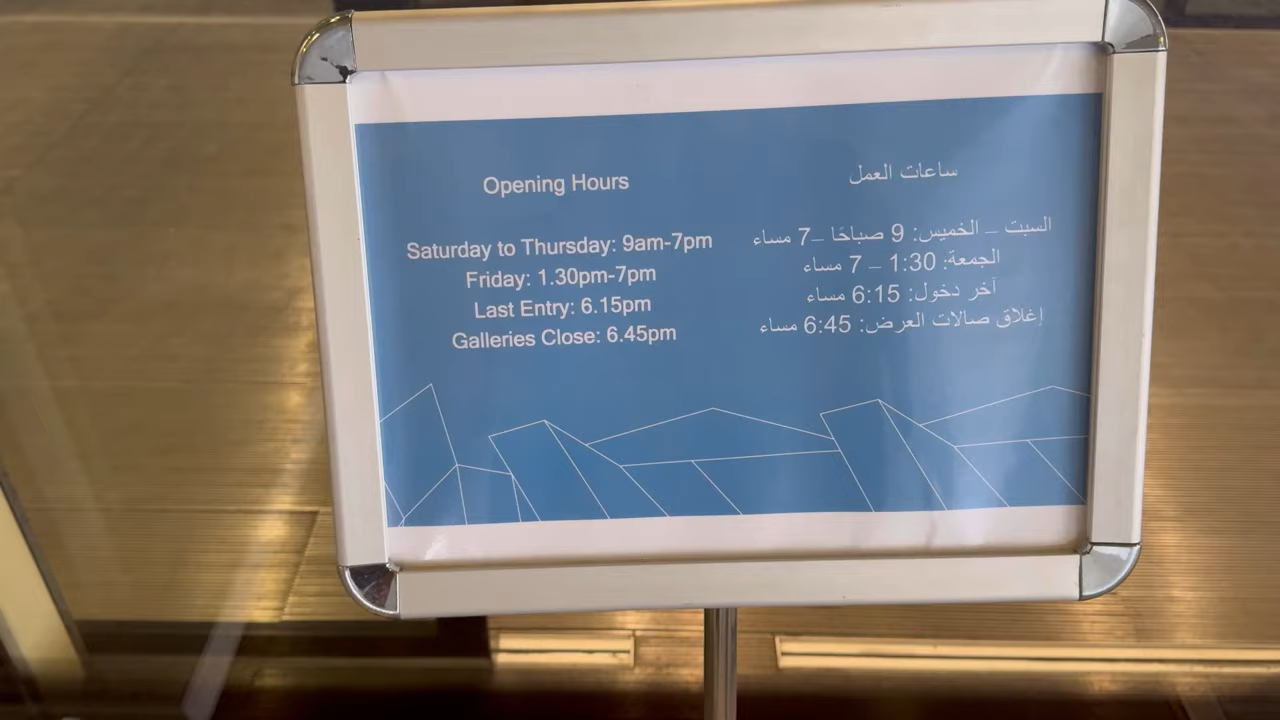 Opening Hours
Saturday to Thursday: 9am-7pm
Friday: 1.30pm-7pm
Last Entry: 6.15pm
Galleries Close: 6.45pm
ساعات العمل
السبت – الخميس: 9 صباحًا –7 مساء
الجمعة: 1:30 – 7 مساء
آخر دخول: 6:15 مساء
إغلاق صالات العرض: 6:45 مساء